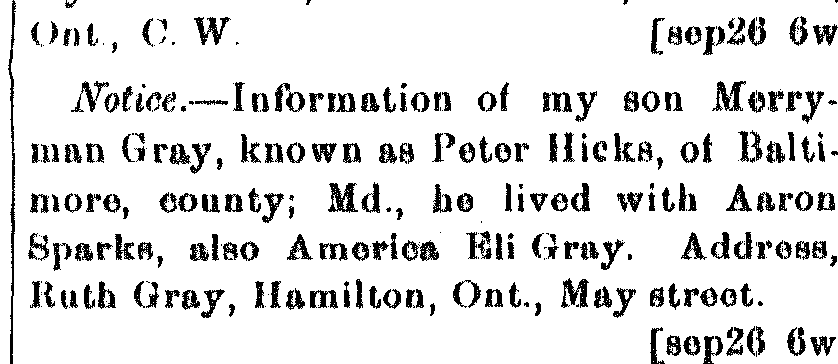 Ont., C. W. [sep26 6w
Notice.—Information of my son Merry-
man Gray, known as Peter Hicks, of Balti-
more, county; Md., he lived with Aaron
Sparks, also America Eli Gray. Address,
Ruth Gray, Hamilton, Ont., May street.
[sep26 6w